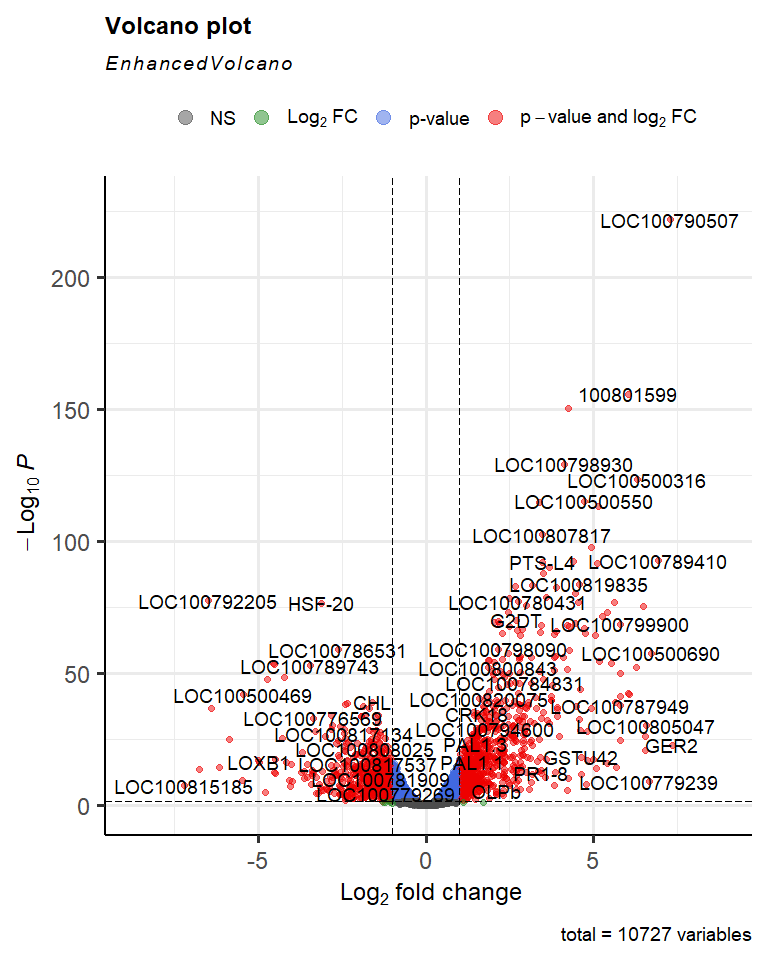 Volcano plot
EnhancedVolcano
NS Log2 FC p-value p − value and log2 FC
− Log10 P
200
150
100
50
0
LOC100790507
100801599
LOC100798930
LOC100500316
LOC100500550
LOC100807817
PTS-L4 LOC100789410
LOC100819835
LOC100792205 HSF-20 LOC100780431
G2DT LOC100799900
LOC100786531 LOC100798090 LOC100500690
LOC100789743 LOC100800843
LOC100784831
LOC100500469 CHL LOC100820075
LOC100787949
LOC100776569 CRK18
LOC100817134 LOC100794600 LOC100805047
LOC100808025 PAL1.3 GER2
LOXB1 LOC100817537 PAL1.1 GSTU42
PR1-8
LOC100815185 LOC100781909 LOC100779239
LOC100779269 OLPb
-5 0 5
Log2 fold change
total = 10727 variables